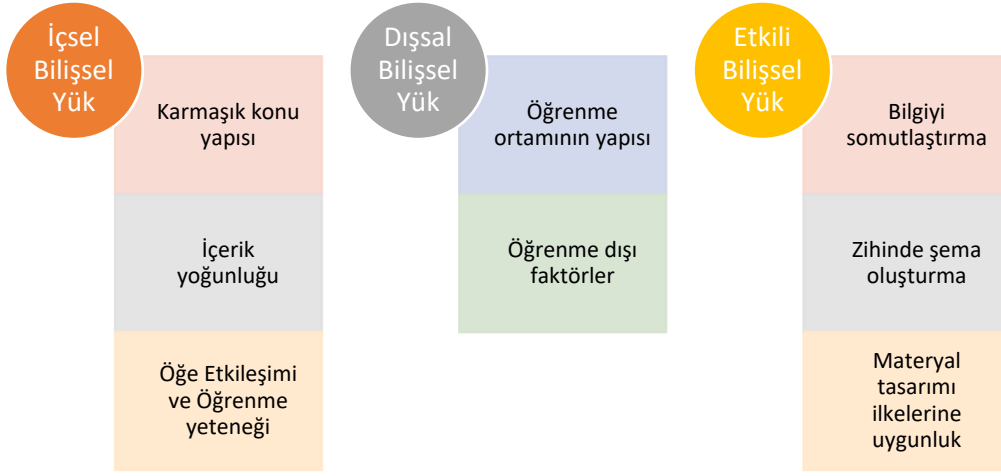 İçsel
Bilişsel
Yük
Karmaşık konu
yapısı
İçerik
yoğunluğu
Öğe Etkileşimi
ve Öğrenme
yeteneği
Dışsal
Bilişsel
Yük
Öğrenme
ortamının yapısı
Öğrenme dışı
faktörler
Etkili
Bilişsel
Yük
Bilgiyi
somutlaştırma
Zihinde şema
oluşturma
Materyal
tasarımı
ilkelerine
uygunluk